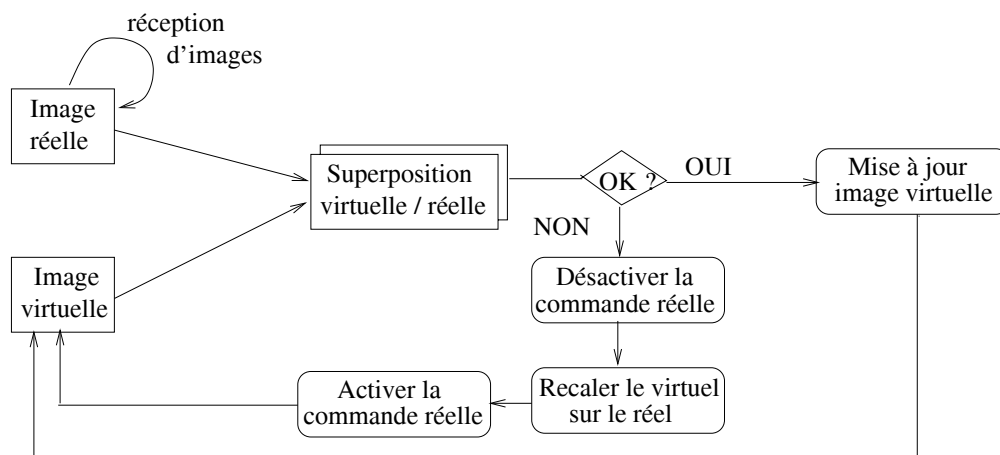 réception
d’images
Image
réelle
Superposition
virtuelle / réelle
OK ?
OUI
Mise à jour
image virtuelle
NON
Image
virtuelle
Désactiver la
commande réelle
Activer la
commande réelle
Recaler le virtuel
sur le réel